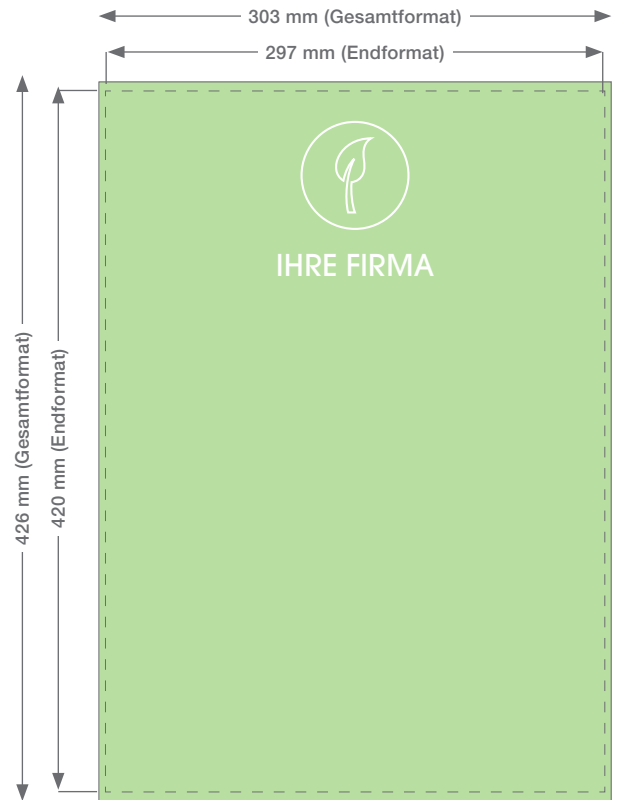 303 mm (Gesamtformat)
297 mm (Endformat)
426 mm (Gesamtformat)
420 mm (Endformat)
IHRE FIRMA